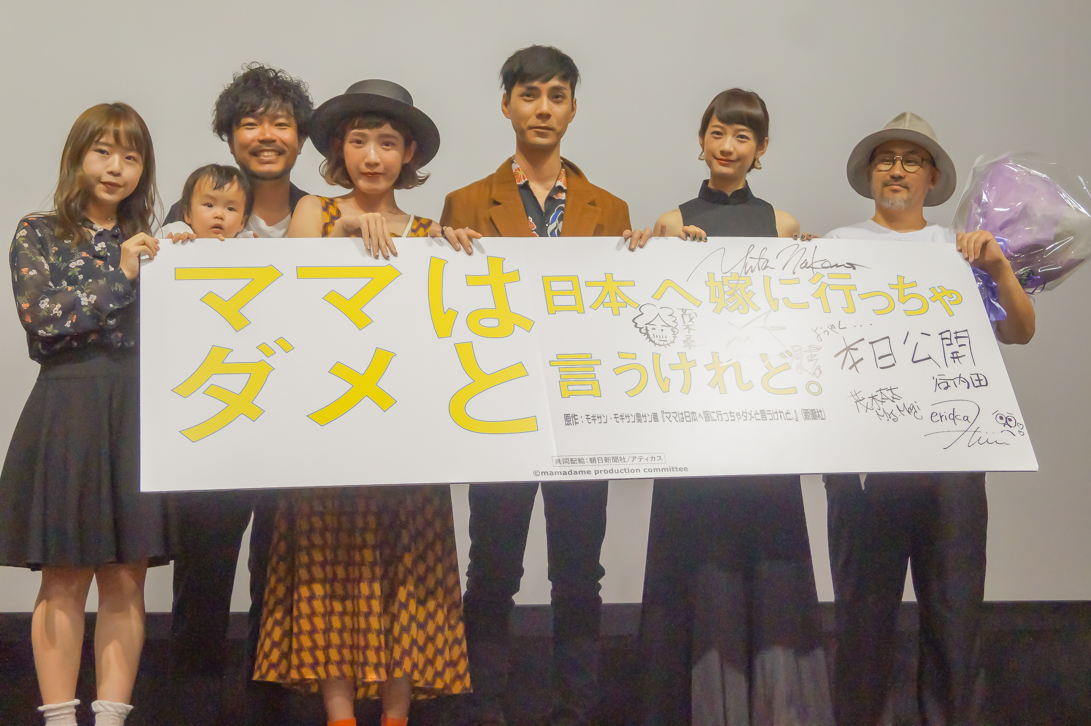 ママは日本へ嫁に行っちゃ
ダメと言うけれど。
原作：モギサン・モギサン奥サン著『ママは日本へ嫁に行っちゃダメと言うけれど。』(新潮社)
共同配給：朝日新聞社/アティカス
©mamadame production committee
Nakano
本日公開
茂木
erička